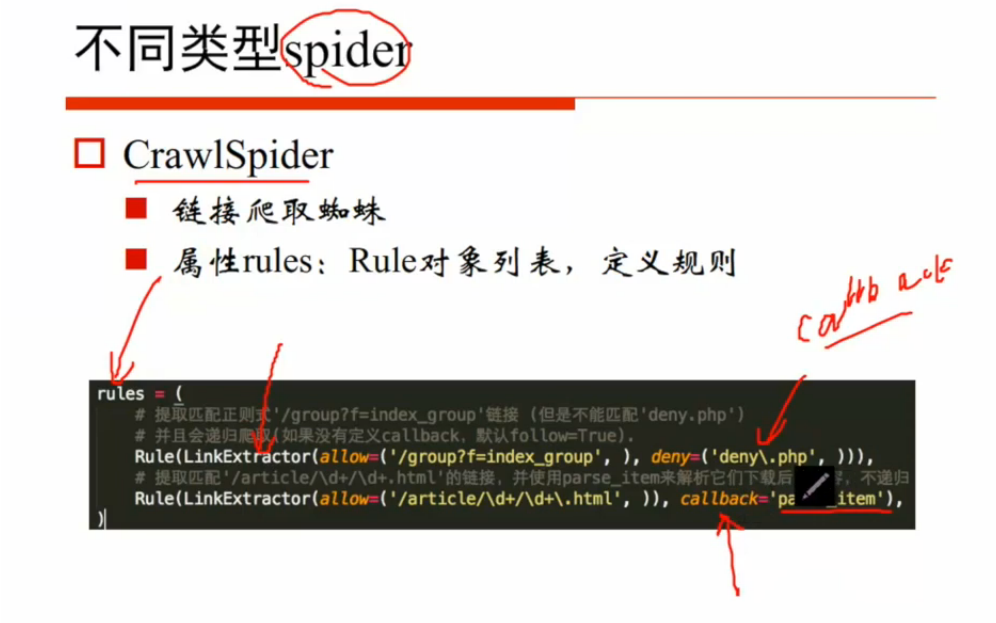 不同类型spider
CrawlSpider
链接爬取蜘蛛
属性rules：Rule对象列表，定义规则
callback
rules = (
# 提取匹配正则式'/group?f=index_group'链接 (但是不能匹配'deny.php')
# 并且会递归爬取(如果没有定义callback，默认follow=True).
Rule(LinkExtractor(allow=('/group?f=index_group', ), deny=('deny\.php', ))),
# 提取匹配'/article/\d+/\d+.html'的链接，并使用parse_item来解析它们下载后 ，不递归
Rule(LinkExtractor(allow=('/article/\d+/\d+\.html', )), callback='pa _item'),
)